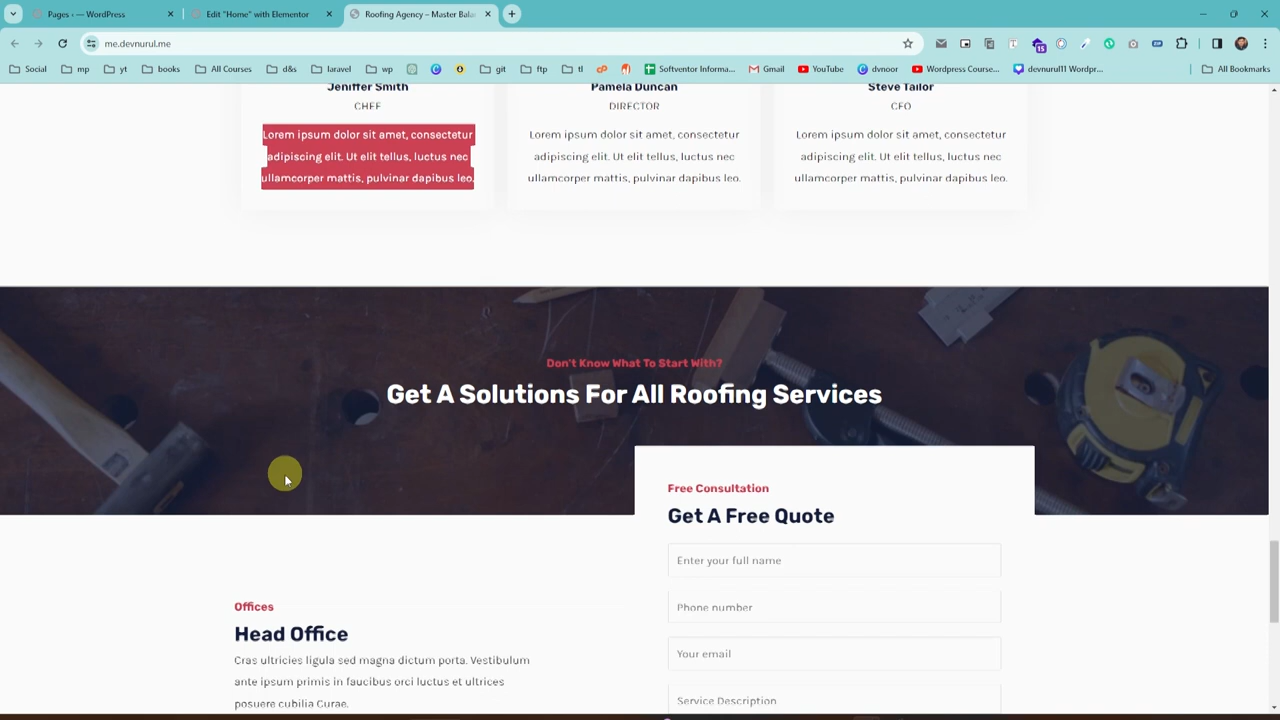 Pages ‹ — WordPress
Edit "Home" with Elementor
Roofing Agency – Master Bala
me.devnurul.me
15
Social
mp
yt
books
All Courses
d&s
laravel
wp
git
ftp
tl
Softventor Informa...
Gmail
YouTube
dvnoor
Wordpress Course...
devnurul11 Wordpr...
All Bookmarks
Jeniffer Smith
Pamela Duncan
Steve Tailor
CHEF
DIRECTOR
CFO
Lorem ipsum dolor sit amet, consectetur
adipiscing elit. Ut elit tellus, luctus nec
ullamcorper mattis, pulvinar dapibus leo.
Lorem ipsum dolor sit amet, consectetur
adipiscing elit. Ut elit tellus, luctus nec
ullamcorper mattis, pulvinar dapibus leo.
Lorem ipsum dolor sit amet, consectetur
adipiscing elit. Ut elit tellus, luctus nec
ullamcorper mattis, pulvinar dapibus leo.
Don't Know What To Start With?
Get A Solutions For All Roofing Services
Free Consultation
Get A Free Quote
Enter your full name
Phone number
Your email
Service Description
Offices
Head Office
Cras ultricies ligula sed magna dictum porta. Vestibulum
ante ipsum primis in faucibus orci luctus et ultrices
posuere cubilia Curae.